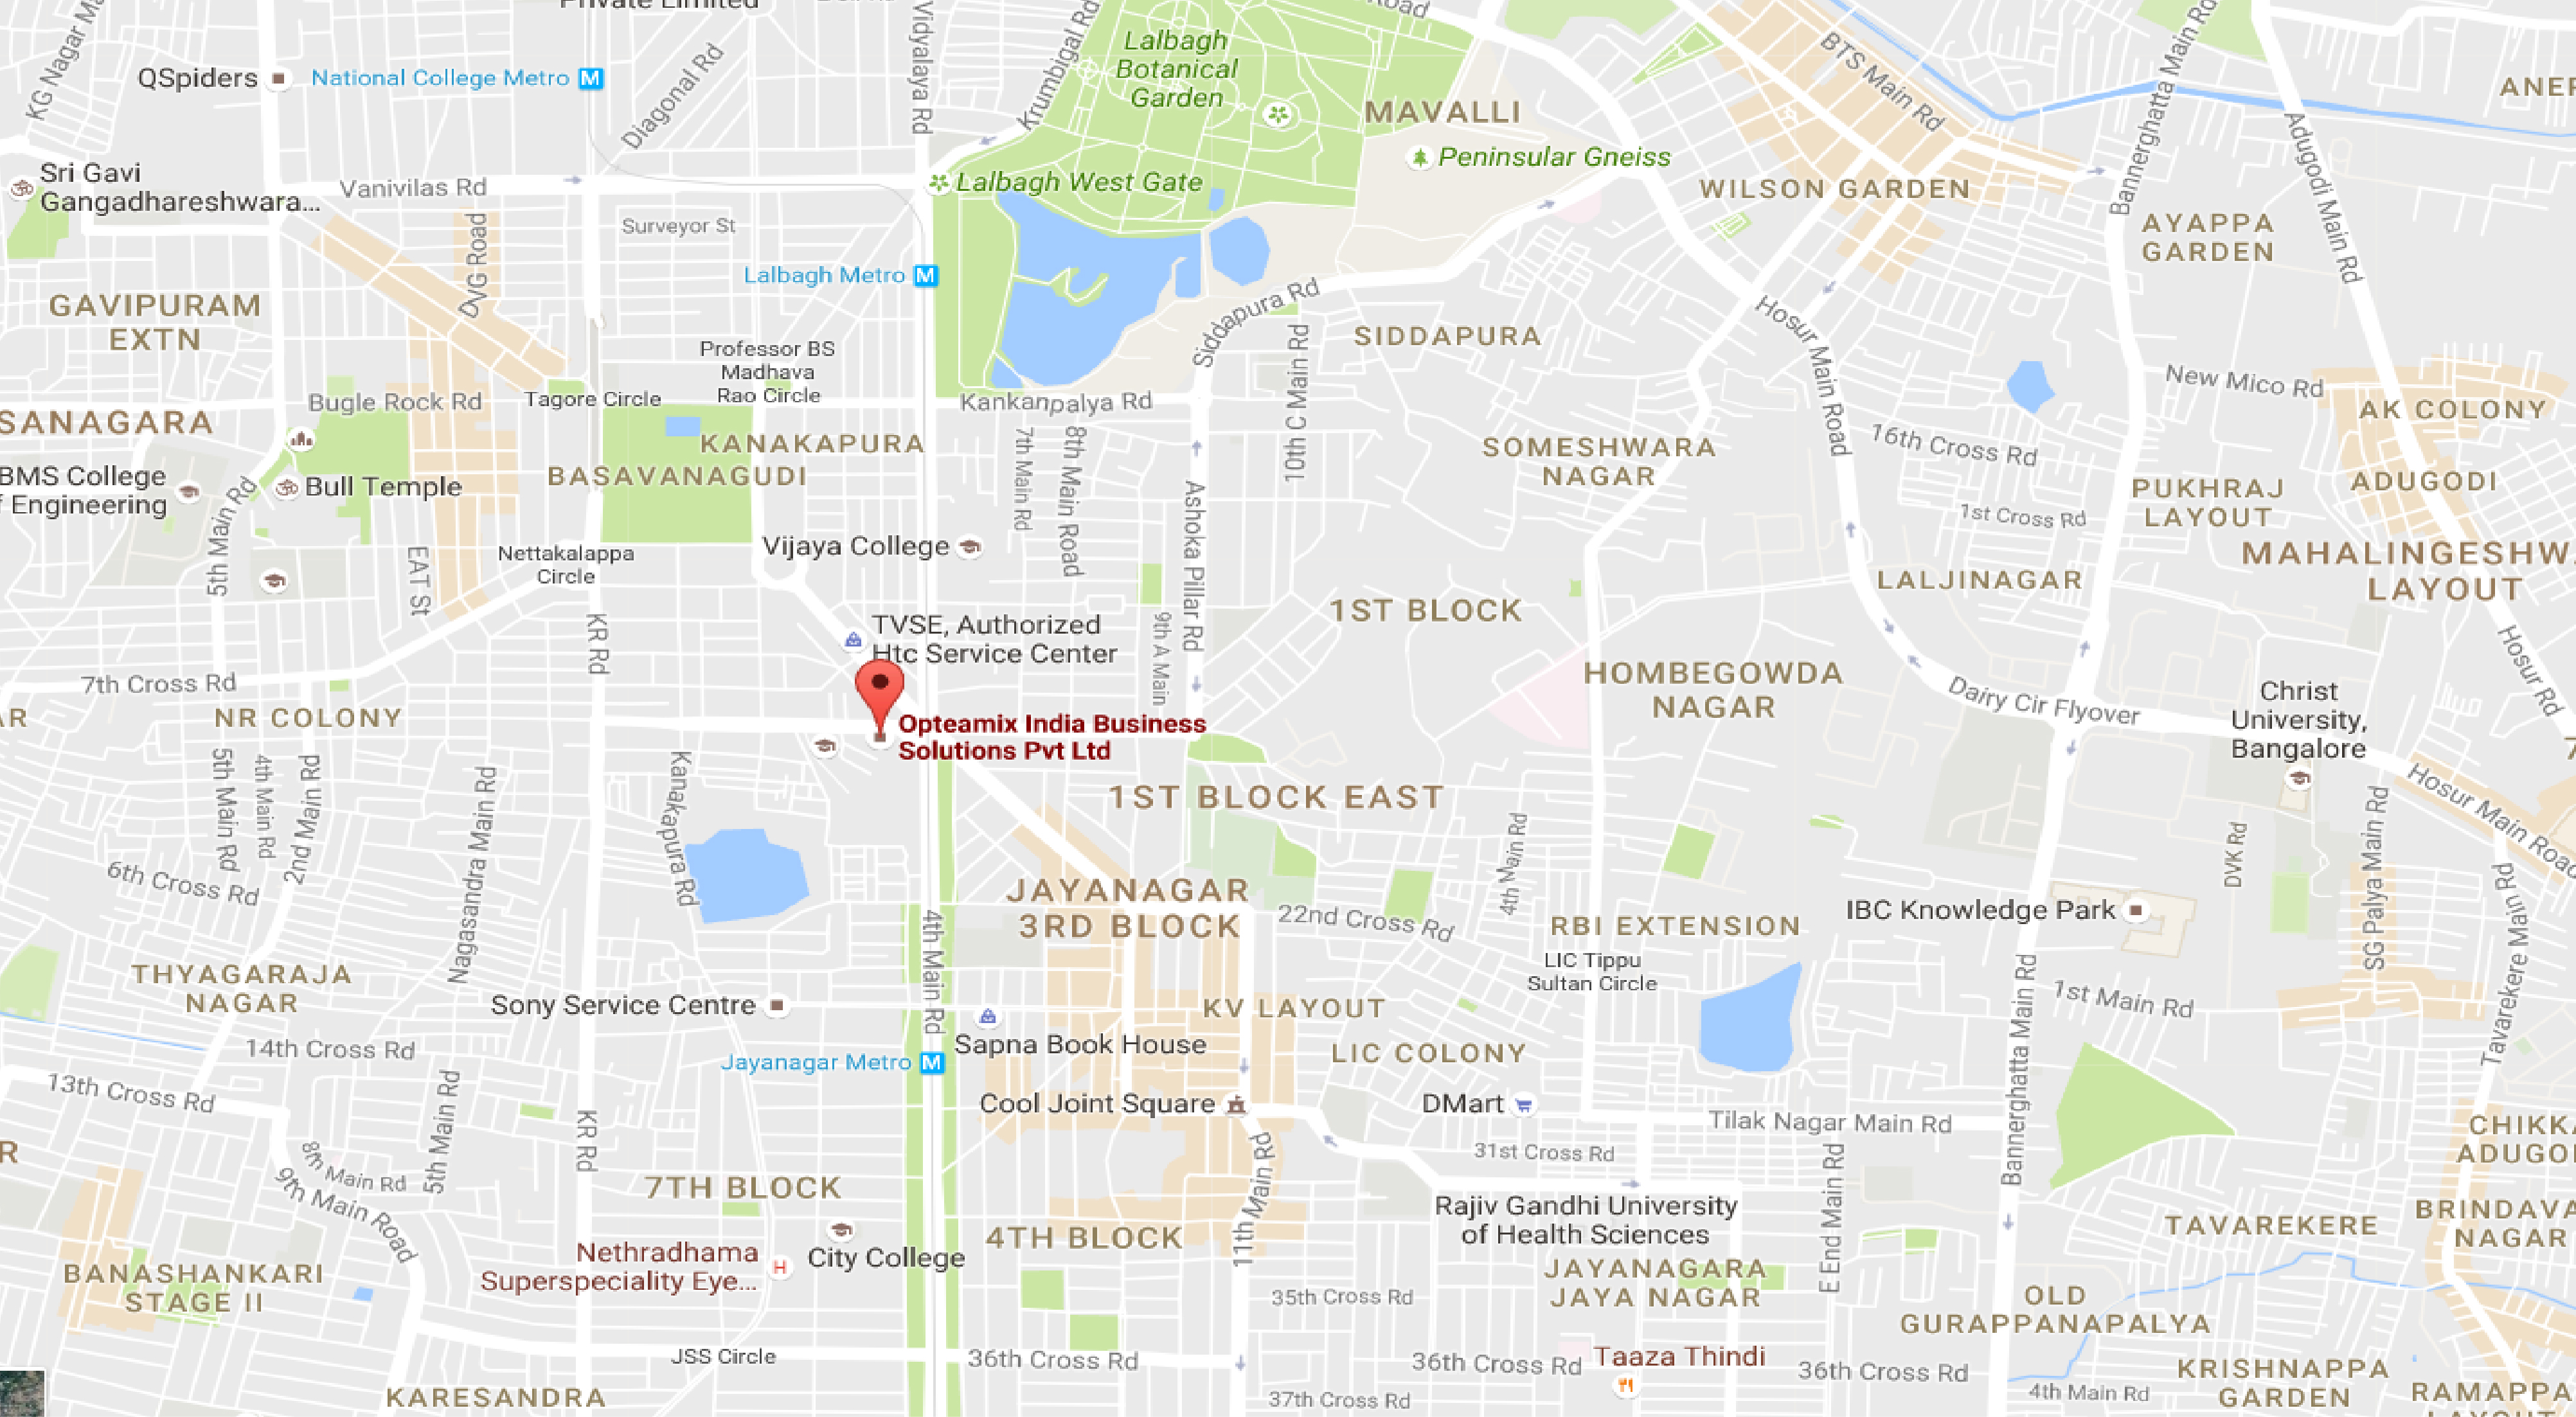 Private Limited
Road
KG Nagar Ma
QSpiders
National College Metro
M
Diagonal Rd
Vidyalaya Rd
Krumbigal Rd
Lalbagh
Botanical
Garden
MAVALLI
Peninsular Gneiss
BTS Main Rd
Bannerghatta Main Rd
Adugodi Main Rd
Sri Gavi
Gangadhareshwara...
Vanivilas Rd
Lalbagh West Gate
WILSON GARDEN
DVG Road
Surveyor St
Lalbagh Metro
M
AYAPPA
GARDEN
GAVIPURAM
EXTN
Siddapura Rd
SIDDAPURA
Hosur Main Road
Professor BS
Madhava
Rao Circle
10th C Main Rd
New Mico Rd
Bugle Rock Rd
Tagore Circle
Kankanpalya Rd
AK COLONY
SANAGARA
KANAKAPURA
BASAVANAGUDI
7th Main Rd
8th Main Road
SOMESHWARA
NAGAR
16th Cross Rd
ADUGODI
BMS College
f Engineering
5th Main Rd
Bull Temple
PUKHRAJ
LAYOUT
1st Cross Rd
Ashoka Pillar Rd
Vijaya College
Nettakalappa
Circle
EAT St
MAHALINGESHW
LAYOUT
LALJINAGAR
KR Rd
TVSE, Authorized
Htc Service Center
9th A Main
1ST BLOCK
HOMBEGOWDA
NAGAR
Dairy Cir Flyover
Hosur Rd
Christ
University,
Bangalore
7th Cross Rd
AR
NR COLONY
Opteamix India Business
Solutions Pvt Ltd
5th Main Rd
4th Main Rd
2nd Main Rd
Nagasandra Main Rd
Kanakapura Rd
1ST BLOCK EAST
Hosur Main Road
6th Cross Rd
JAYANAGAR
3RD BLOCK
4th Main Rd
22nd Cross Rd
4th Main Rd
RBI EXTENSION
IBC Knowledge Park
DVK Rd
SG Palya Main Rd
Tavarekere Main Rd
THYAGARAJA
NAGAR
LIC Tippu
Sultan Circle
Sony Service Centre
KV LAYOUT
1st Main Rd
14th Cross Rd
Sapna Book House
LIC COLONY
Jayanagar Metro
M
Bannerghatta Main Rd
13th Cross Rd
5th Main Rd
Cool Joint Square
DMart
Tilak Nagar Main Rd
KR Rd
R
8th Main Rd
9th Main Road
31st Cross Rd
CHIKKA
ADUGO
7TH BLOCK
11th Main Rd
E End Main Rd
Rajiv Gandhi University
of Health Sciences
TAVAREKERE
BRINDAVA
NAGAR
4TH BLOCK
City College
Nethradhama
Superspeciality Eye...
H
BANASHANKARI
STAGE II
JAYANAGARA
JAYA NAGAR
35th Cross Rd
OLD
GURAPPANAPALYA
JSS Circle
36th Cross Rd
36th Cross Rd
Taaza Thindi
36th Cross Rd
KRISHNAPPA
GARDEN
KARESANDRA
37th Cross Rd
4th Main Rd
RAMAPPA
ANEP